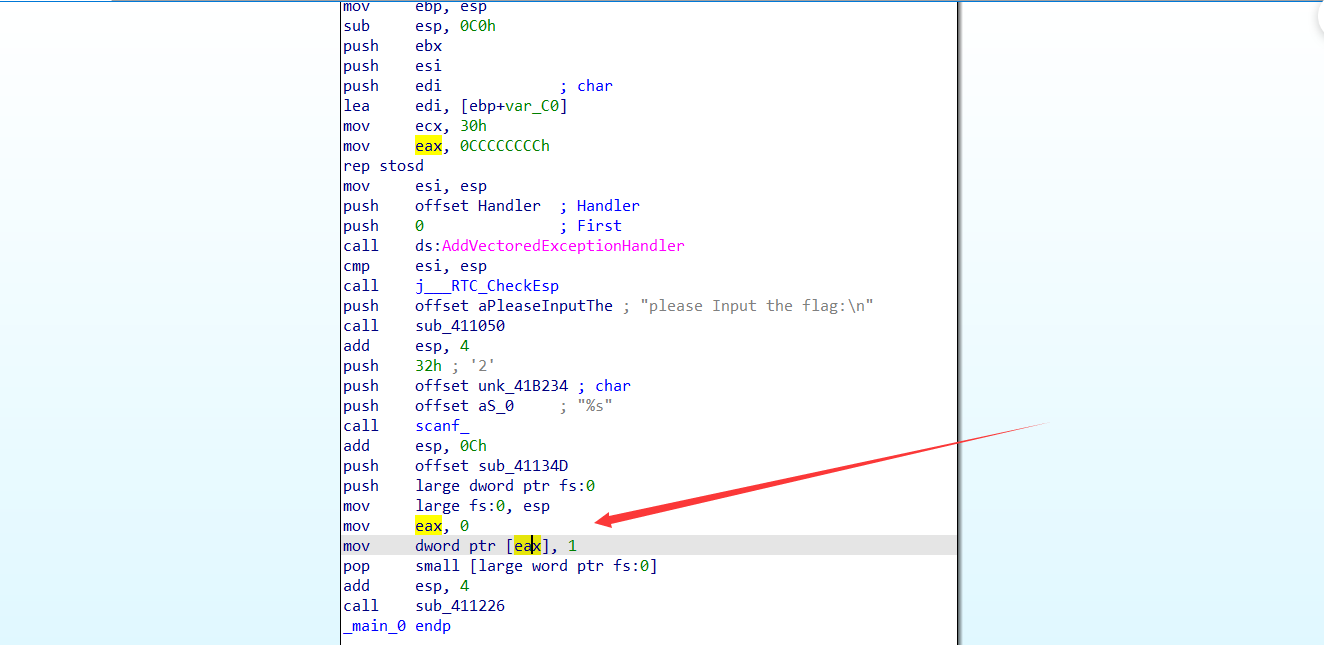 mov ebp, esp
sub esp, 0C0h
push ebx
push esi
push edi ; char
lea edi, [ebp+var_C0]
mov ecx, 30h
mov eax, 0CCCCCCCCh
rep stosd
mov esi, esp
push offset Handler ; Handler
push 0 ; First
call ds:AddVectoredExceptionHandler
cmp esi, esp
call j___RTC_CheckEsp
push offset aPleaseInputThe ; "please Input the flag:\n"
call sub_411050
add esp, 4
push 32h ; '2'
push offset unk_41B234 ; char
push offset aS_0 ; "%s"
call scanf_
add esp, 0Ch
push offset sub_41134D
push large dword ptr fs:0
mov large fs:0, esp
mov eax, 0
mov dword ptr [eax], 1
pop small [large word ptr fs:0]
add esp, 4
call sub_411226
_main_0 endp